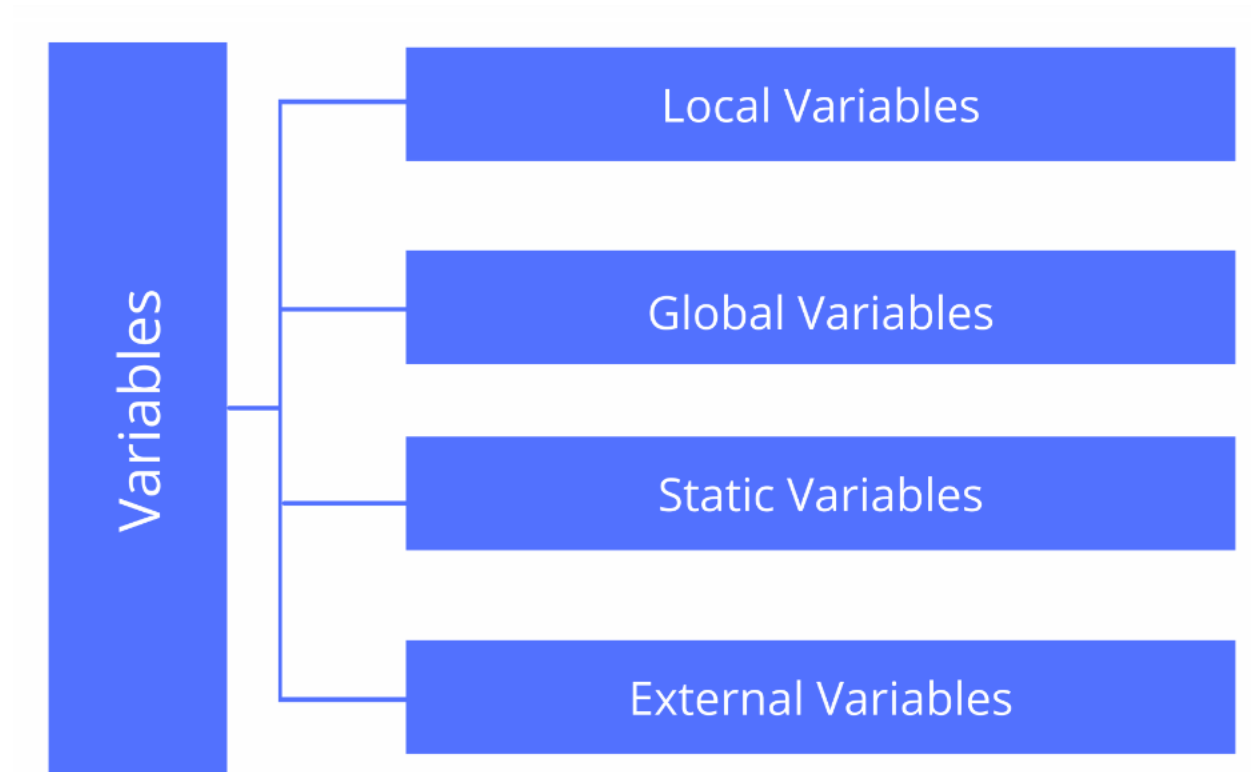 Variables
Local Variables
Global Variables
Static Variables
External Variables